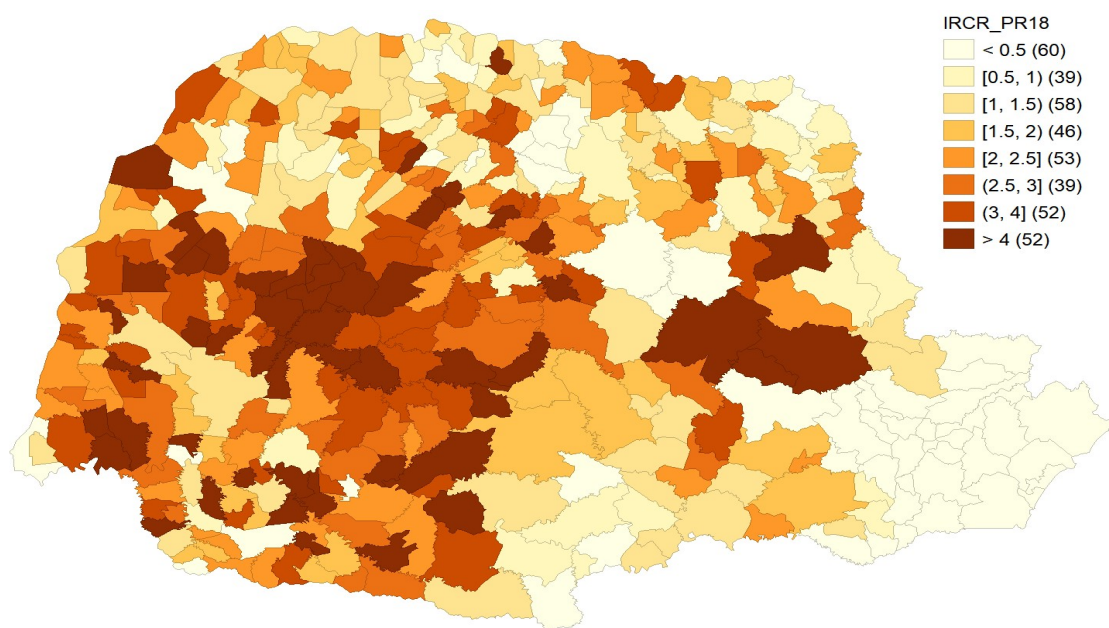 IRCR_PR18
< 0.5 (60)
[0.5, 1) (39)
[1, 1.5) (58)
[1.5, 2) (46)
[2, 2.5] (53)
(2.5, 3] (39)
(3, 4] (52)
> 4 (52)